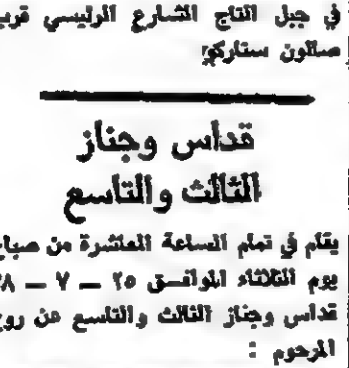 في جبل التاج الشارع الرئيسي قرب
صالون ستاركو
قداس وجناز
الثالث والتاسع
يقام في تمام الساعة العاشرة من صباح
يوم الثلاثاء الموافق ٢٥ — ٧ — ٨
قداس وجناز الثالث والتاسع عن روح
المرحوم :